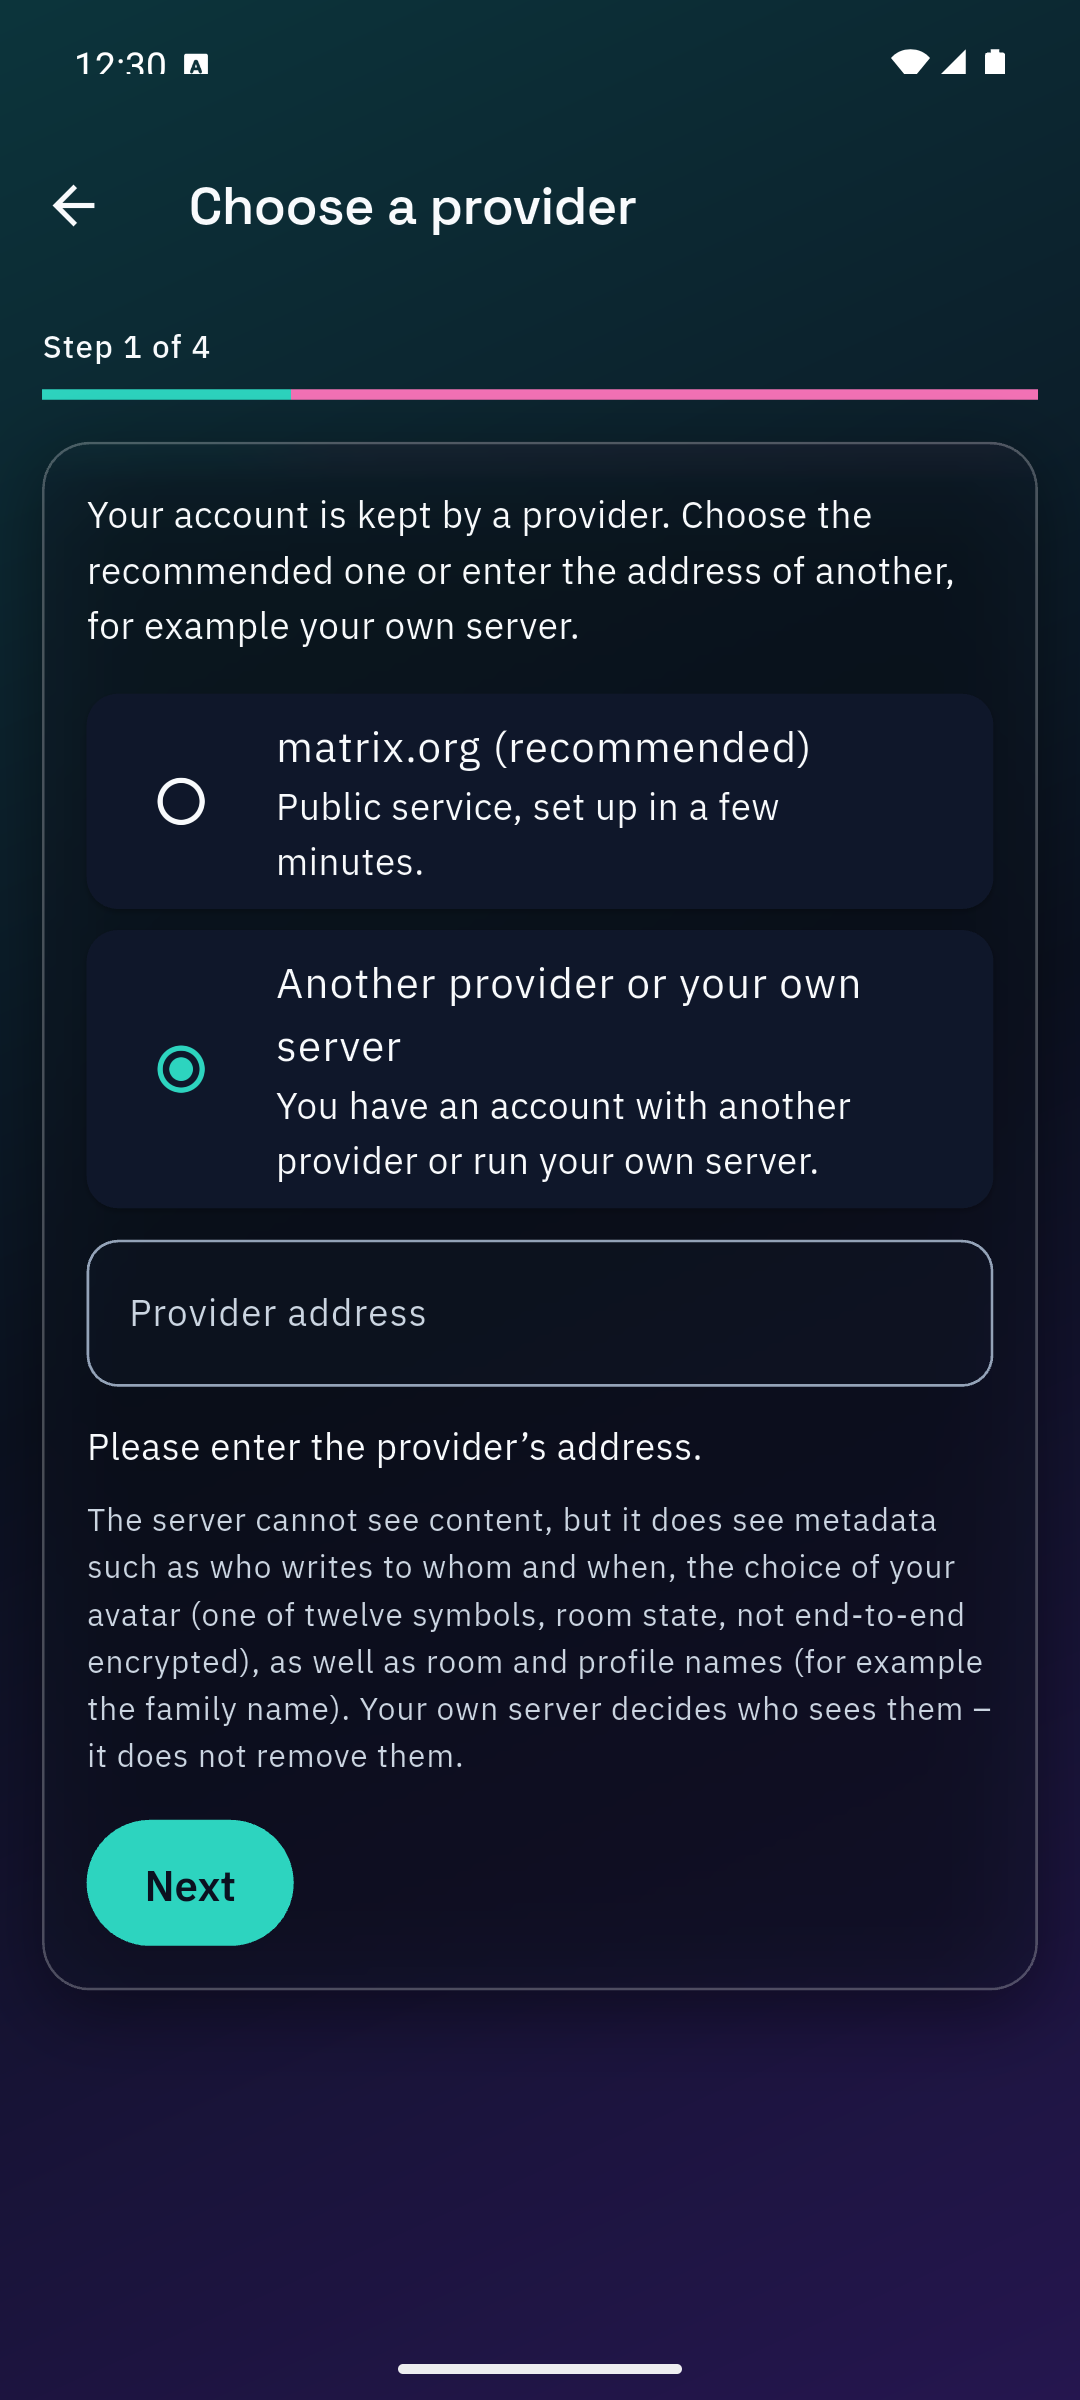 12:30
Choose a provider
Step 1 of 4
Your account is kept by a provider. Choose the
recommended one or enter the address of another,
for example your own server.
matrix.org (recommended)
Public service, set up in a few
minutes.
Another provider or your own
server
You have an account with another
provider or run your own server.
Provider address
Please enter the provider’s address.
The server cannot see content, but it does see metadata
such as who writes to whom and when, the choice of your
avatar (one of twelve symbols, room state, not end-to-end
encrypted), as well as room and profile names (for example
the family name). Your own server decides who sees them –
it does not remove them.
Next